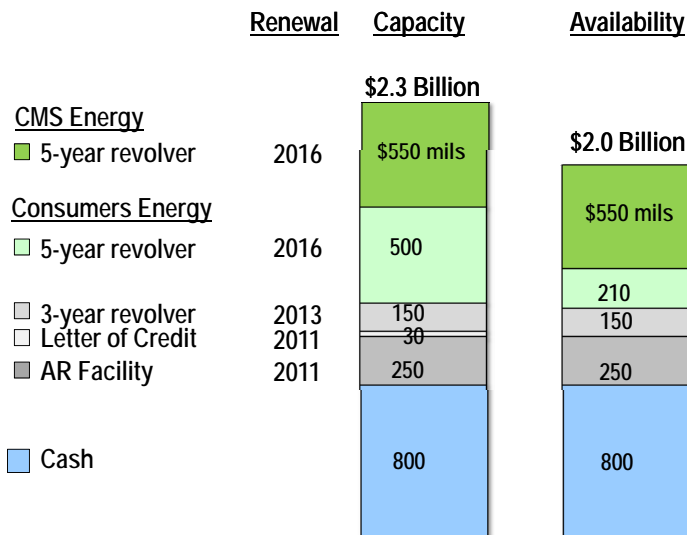 Renewal Capacity Availability
$2.3 Billion
CMS Energy
$2.0 Billion
5-year revolver 2016 $550 mils
$550 mils
Consumers Energy
5-year revolver 2016 500
210
3-year revolver 2013 150 150
Letter of Credit 2011 30
AR Facility 2011 250 250
Cash 800 800